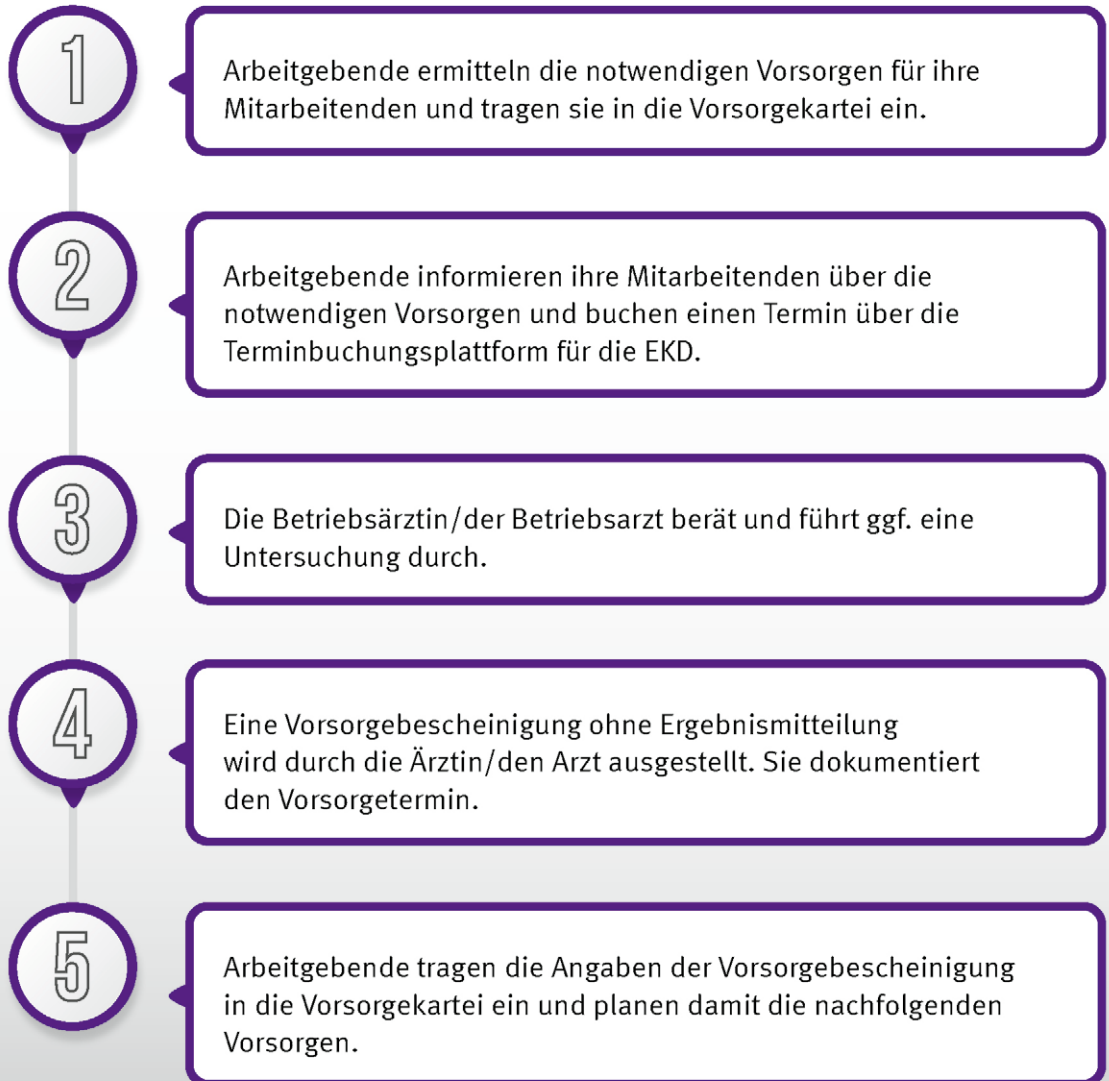 1
Arbeitgebende ermitteln die notwendigen Vorsorgen für ihre
Mitarbeitenden und tragen sie in die Vorsorgekartei ein.
2
Arbeitgebende informieren ihre Mitarbeitenden über die
notwendigen Vorsorgen und buchen einen Termin über die
Terminbuchungsplattform für die EKD.
3
Die Betriebsärztin/der Betriebsarzt berät und führt ggf. eine
Untersuchung durch.
4
Eine Vorsorgebescheinigung ohne Ergebnismitteilung
wird durch die Ärztin/den Arzt ausgestellt. Sie dokumentiert
den Vorsorgetermin.
5
Arbeitgebende tragen die Angaben der Vorsorgebescheinigung
in die Vorsorgekartei ein und planen damit die nachfolgenden
Vorsorgen.